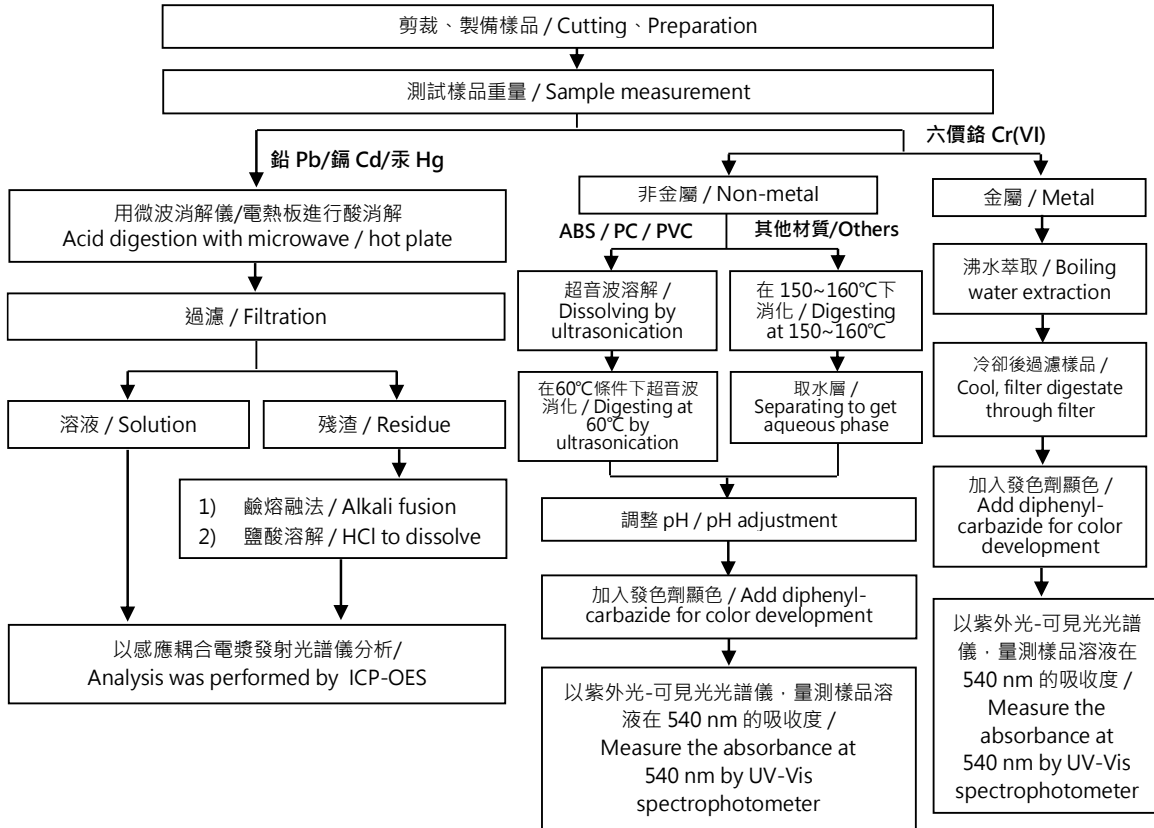 剪裁、製備樣品 / Cutting、Preparation
測試樣品重量 / Sample measurement
鉛 Pb/鎘 Cd/汞 Hg
六價鉻 Cr(VI)
用微波消解儀/電熱板進行酸消解
Acid digestion with microwave / hot plate
過濾 / Filtration
溶液 / Solution
殘渣 / Residue
1) 鹼熔融法 / Alkali fusion
2) 鹽酸溶解 / HCl to dissolve
以感應耦合電漿發射光譜儀分析/
Analysis was performed by ICP-OES
非金屬 / Non-metal
ABS / PC / PVC
其他材質/Others
超音波溶解 /
Dissolving by
ultrasonication
在60℃條件下超音波
消化 / Digesting at
60℃ by
ultrasonication
在 150~160℃下
消化 / Digesting
at 150~160℃
取水層 /
Separating to get
aqueous phase
調整 pH / pH adjustment
加入發色劑顯色 / Add diphenyl-
carbazide for color development
以紫外光-可見光光譜儀，量測樣品溶
液在 540 nm 的吸收度 /
Measure the absorbance at
540 nm by UV-Vis
spectrophotometer
金屬 / Metal
沸水萃取 / Boiling
water extraction
冷卻後過濾樣品 /
Cool, filter digestate
through filter
加入發色劑顯色 /
Add diphenyl-
carbazide for color
development
以紫外光-可見光光譜
儀，量測樣品溶液在
540 nm 的吸收度 /
Measure the
absorbance at
540 nm by UV-Vis
spectrophotometer